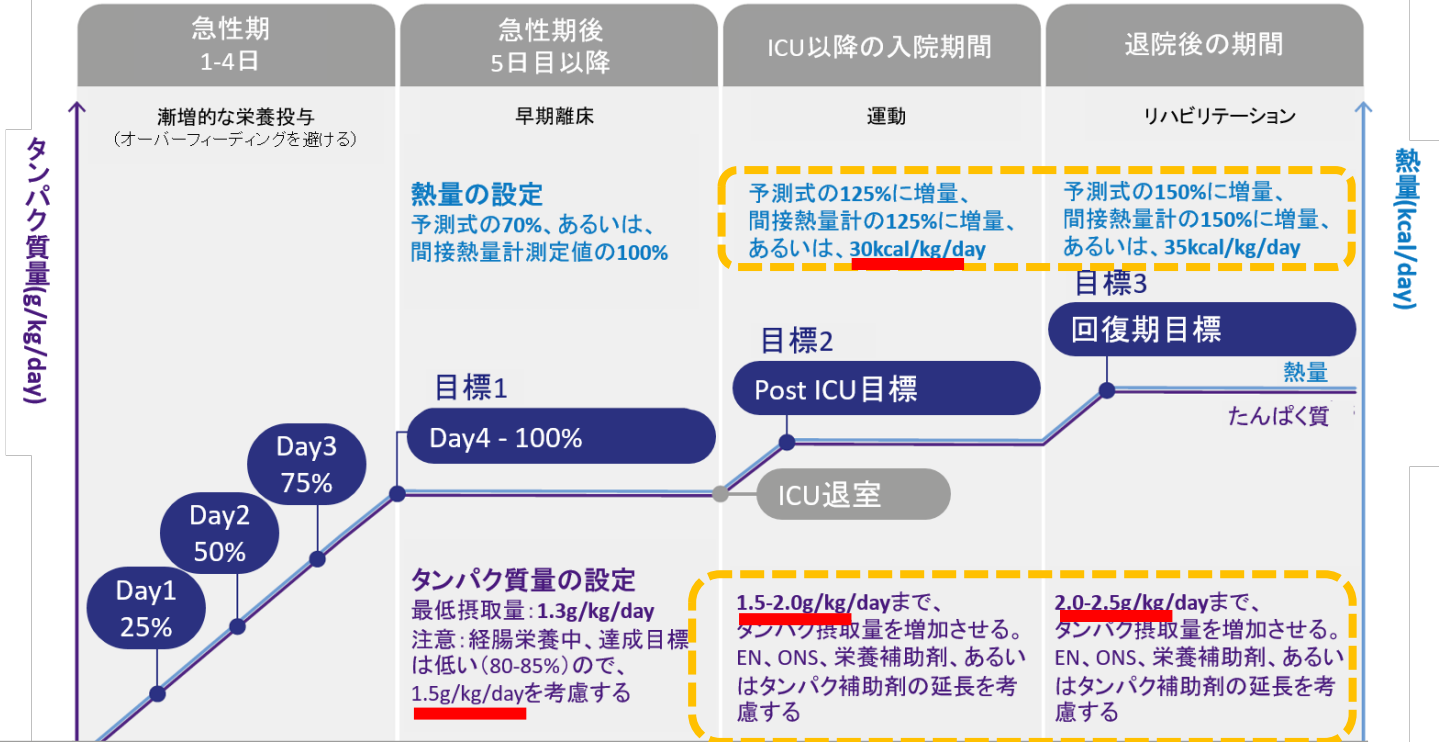 急性期
1-4日
急性期後
5日目以降
ICU以降の入院期間
退院後の期間
漸増的な栄養投与
（オーバーフィーディングを避ける）
早期離床
運動
リハビリテーション
タンパク質量(g/kg/day)
熱量(kcal/day)
熱量の設定
予測式の70%、あるいは、
間接熱量計測定値の100%
予測式の125%に増量、
間接熱量計の125%に増量、
あるいは、30kcal/kg/day
予測式の150%に増量、
間接熱量計の150%に増量、
あるいは、35kcal/kg/day
目標3
回復期目標
目標2
Post ICU目標
目標1
Day4 - 100%
熱量
たんぱく質
Day3
75%
ICU退室
Day2
50%
Day1
25%
タンパク質量の設定
最低摂取量：1.3g/kg/day
注意：経腸栄養中、達成目標
は低い（80-85%）ので、
1.5g/kg/dayを考慮する
1.5-2.0g/kg/dayまで、
タンパク摂取量を増加させる。
EN、ONS、栄養補助剤、あるい
はタンパク補助剤の延長を考
慮する
2.0-2.5g/kg/dayまで、
タンパク摂取量を増加させる。
EN、ONS、栄養補助剤、あるい
はタンパク補助剤の延長を考
慮する